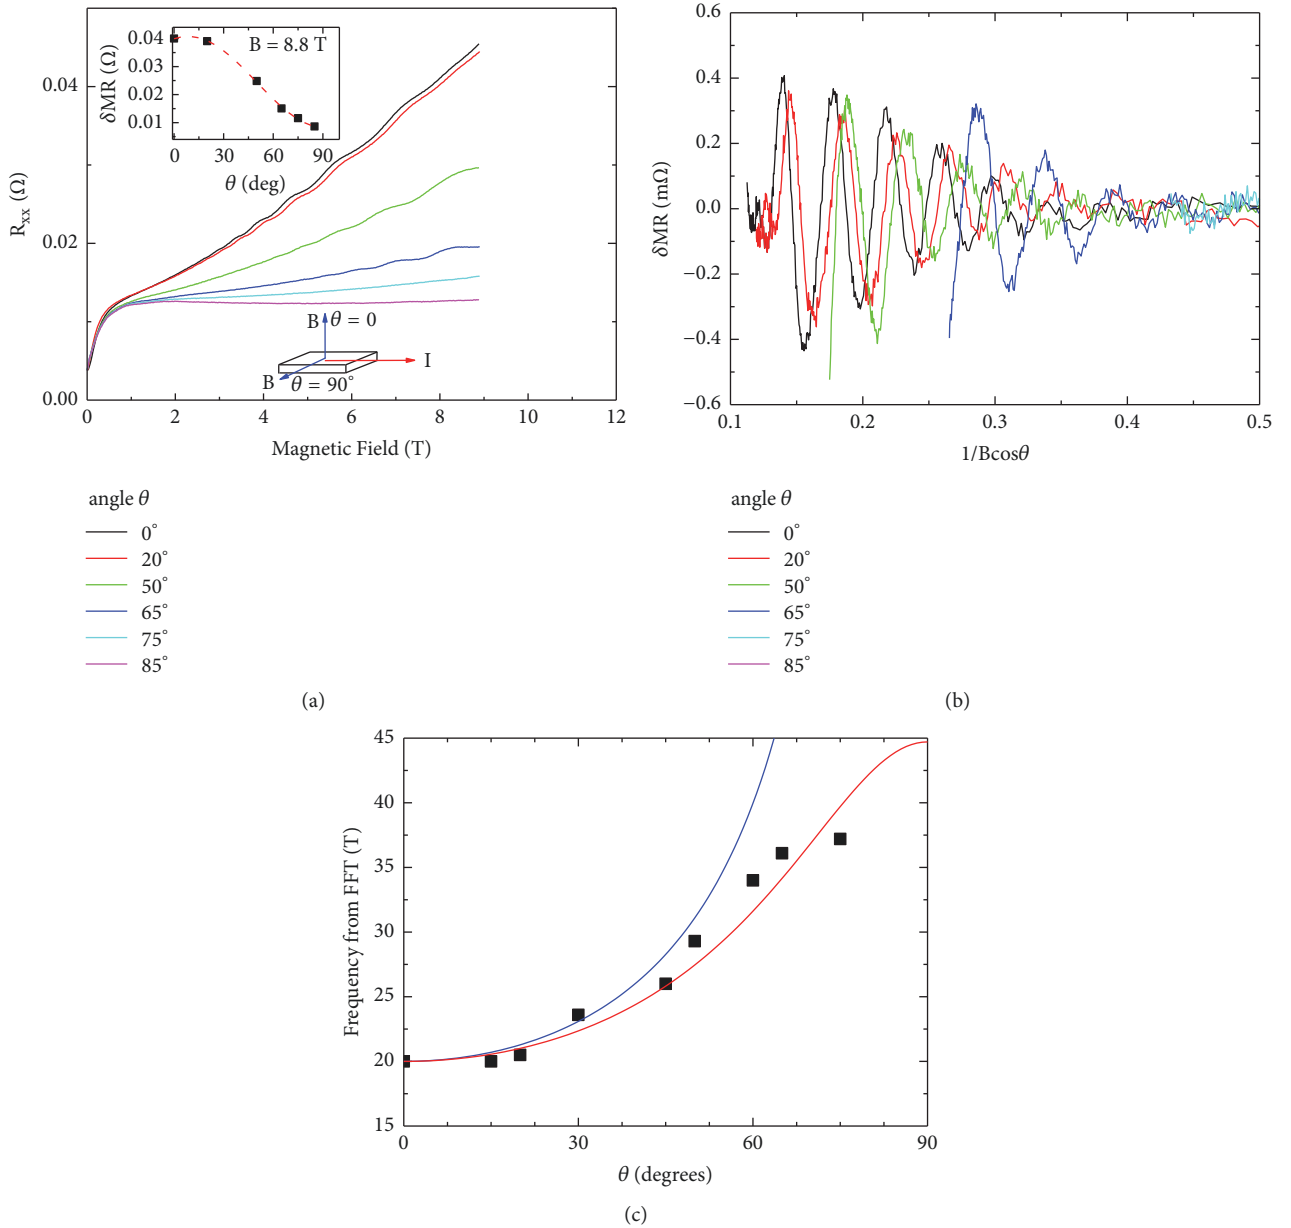 0.04
0.02
0.00
R_xx (Ω)
0 2 4 6 8 10 12
Magnetic Field (T)
0.04
0.03
0.02
0.01
δMR (Ω)
B = 8.8 T
0 30 60 90
θ (deg)
B θ = 0
I
B θ = 90°
angle θ
0°
20°
50°
65°
75°
85°
(a)
0.6
0.4
0.2
0.0
−0.2
−0.4
−0.6
δMR (mΩ)
0.1 0.2 0.3 0.4 0.5
1/Bcosθ
angle θ
0°
20°
50°
65°
75°
85°
(b)
45
40
35
30
25
20
15
Frequency from FFT (T)
0 30 60 90
θ (degrees)
(c)